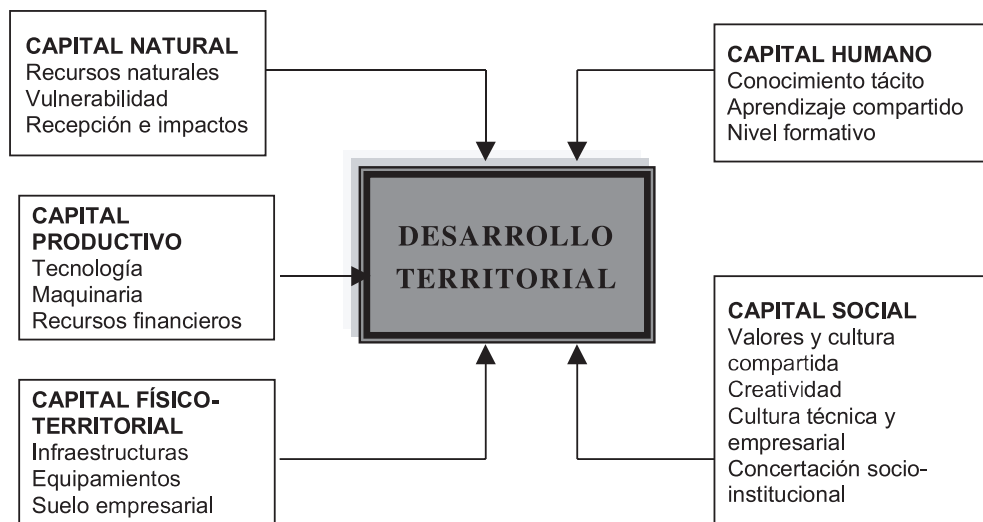 CAPITAL NATURAL
Recursos naturales
Vulnerabilidad
Recepción e impactos
CAPITAL HUMANO
Conocimiento tácito
Aprendizaje compartido
Nivel formativo
CAPITAL
PRODUCTIVO
Tecnología
Maquinaria
Recursos financieros
DESARROLLO
TERRITORIAL
CAPITAL SOCIAL
Valores y cultura
compartida
Creatividad
Cultura técnica y
empresarial
Concertación socio-
institucional
CAPITAL FÍSICO-
TERRITORIAL
Infraestructuras
Equipamientos
Suelo empresarial